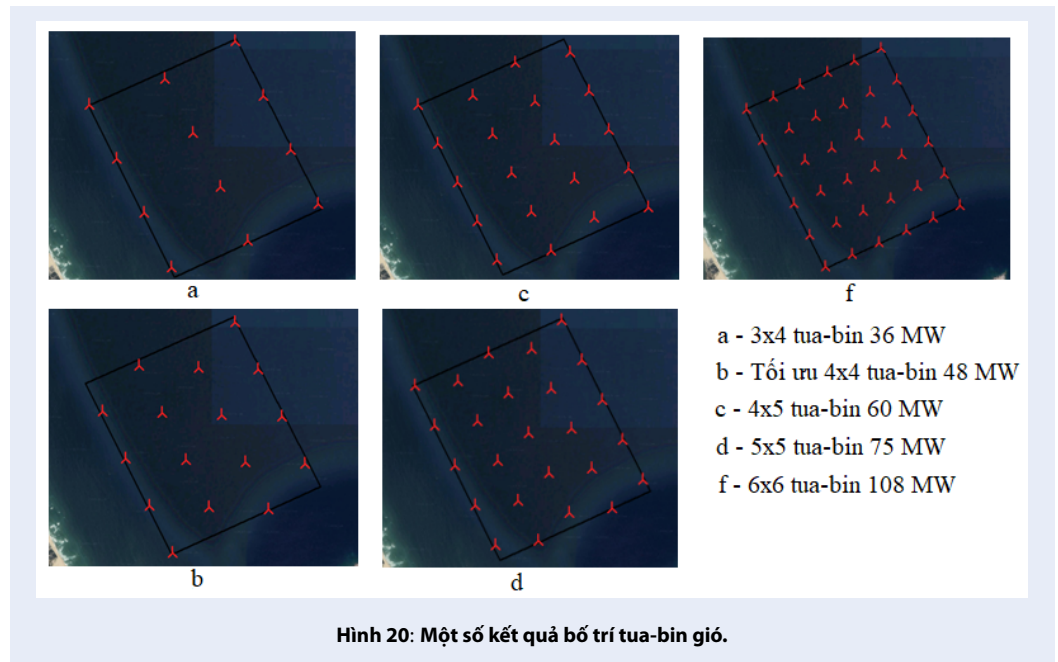 a
c
f
b
d
a - 3x4 tua-bin 36 MW
b - Tối ưu 4x4 tua-bin 48 MW
c - 4x5 tua-bin 60 MW
d - 5x5 tua-bin 75 MW
f - 6x6 tua-bin 108 MW
Hình 20: Một số kết quả bố trí tua-bin gió.